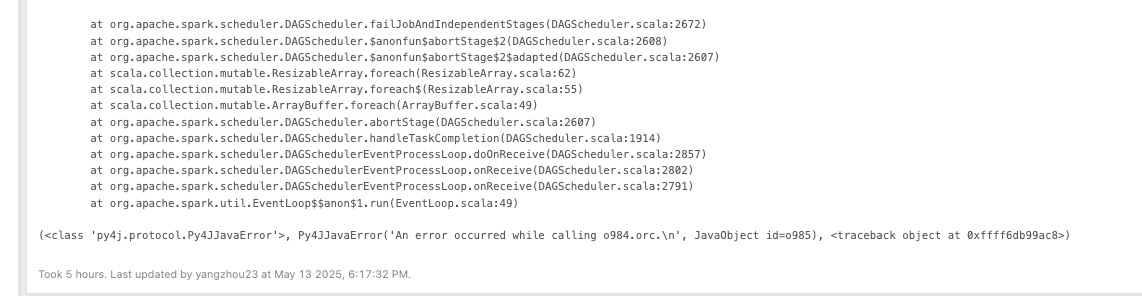 at org.apache.spark.scheduler.DAGScheduler.failJobAndIndependentStages(DAGScheduler.scala:2672)
at org.apache.spark.scheduler.DAGScheduler.$anonfun$abortStage$2(DAGScheduler.scala:2608)
at org.apache.spark.scheduler.DAGScheduler.$anonfun$abortStage$2$adapted(DAGScheduler.scala:2607)
at scala.collection.mutable.ResizableArray.foreach(ResizableArray.scala:62)
at scala.collection.mutable.ResizableArray.foreach$(ResizableArray.scala:55)
at scala.collection.mutable.ArrayBuffer.foreach(ArrayBuffer.scala:49)
at org.apache.spark.scheduler.DAGScheduler.abortStage(DAGScheduler.scala:2607)
at org.apache.spark.scheduler.DAGScheduler.handleTaskCompletion(DAGScheduler.scala:1914)
at org.apache.spark.scheduler.DAGSchedulerEventProcessLoop.doOnReceive(DAGScheduler.scala:2857)
at org.apache.spark.scheduler.DAGSchedulerEventProcessLoop.onReceive(DAGScheduler.scala:2802)
at org.apache.spark.scheduler.DAGSchedulerEventProcessLoop.onReceive(DAGScheduler.scala:2791)
at org.apache.spark.util.EventLoop$$anon$1.run(EventLoop.scala:49)
(<class 'py4j.protocol.Py4JJavaError'>, Py4JJavaError('An error occurred while calling o984.orc.\n', JavaObject id=o985), <traceback object at 0xffff6db99ac8>)
Took 5 hours. Last updated by yangzhou23 at May 13 2025, 6:17:32 PM.